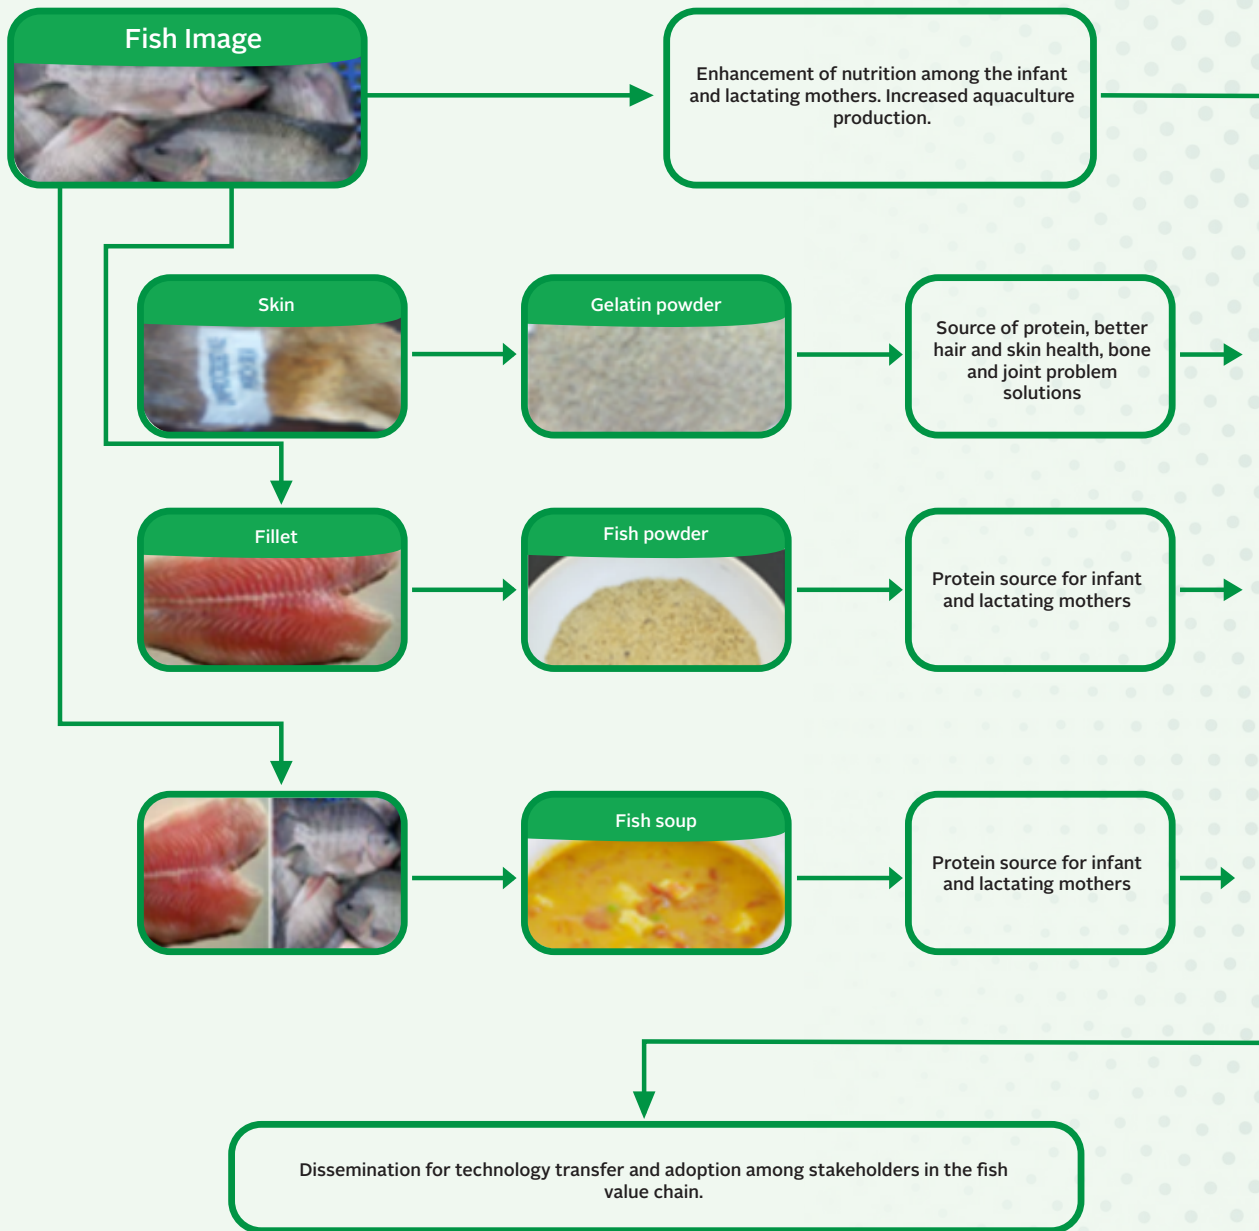 Fish Image
Enhancement of nutrition among the infant
and lactating mothers. Increased aquaculture
production.
Skin
Gelatin powder
Source of protein, better
hair and skin health, bone
and joint problem
solutions
Fillet
Fish powder
Protein source for infant
and lactating mothers
Fish soup
Protein source for infant
and lactating mothers
Dissemination for technology transfer and adoption among stakeholders in the fish
value chain.